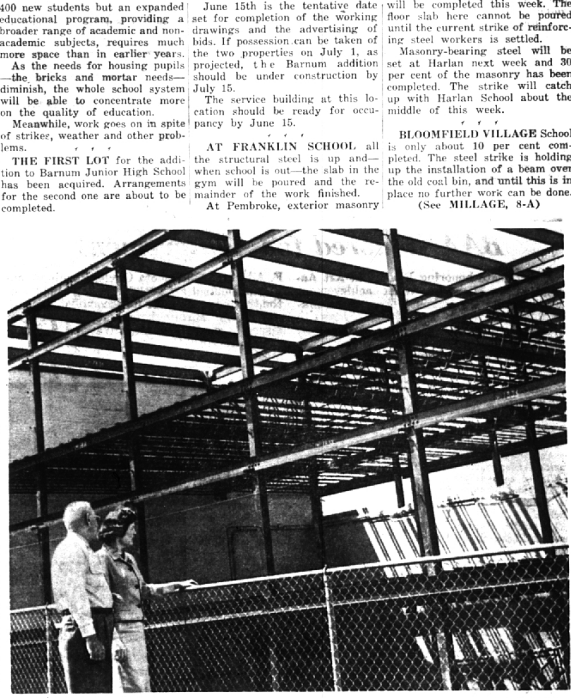 400 new students but an expanded
educational program, providing a
broader range of academic and non-
academic subjects, requires much
more space than in earlier years.
As the needs for housing pupils
—the bricks and mortar needs—
diminish, the whole school system
will be able to concentrate more
on the quality of education.
Meanwhile, work goes on in spite
of strikes, weather and other prob-
lems.
THE FIRST LOT for the addi-
tion to Barnum Junior High School
has been acquired. Arrangements
for the second one are about to be
completed.
June 15th is the tentative date
set for completion of the working
drawings and the advertising of
bids. If possession can be taken of
the two properties on July 1, as
projected, the Barnum addition
should be under construction by
July 15.
The service building at this lo-
cation should be ready for occu-
pancy by June 15.
AT FRANKLIN SCHOOL all
the structural steel is up and—
when school is out—the slab in the
gym will be poured and the re-
mainder of the work finished.
At Pembroke, exterior masonry
will be completed this week. The
floor slab here cannot be poured
until the current strike of reinforc-
ing steel workers is settled.
Masonry-bearing steel will be
set at Harlan next week and 30
per cent of the masonry has been
completed. The strike will catch
up with Harlan School about the
middle of this week.
BLOOMFIELD VILLAGE School
is only about 10 per cent com-
pleted. The steel strike is holding
up the installation of a beam over
the old coal bin, and until this is in
place no further work can be done.
(See MILLAGE, 8-A)